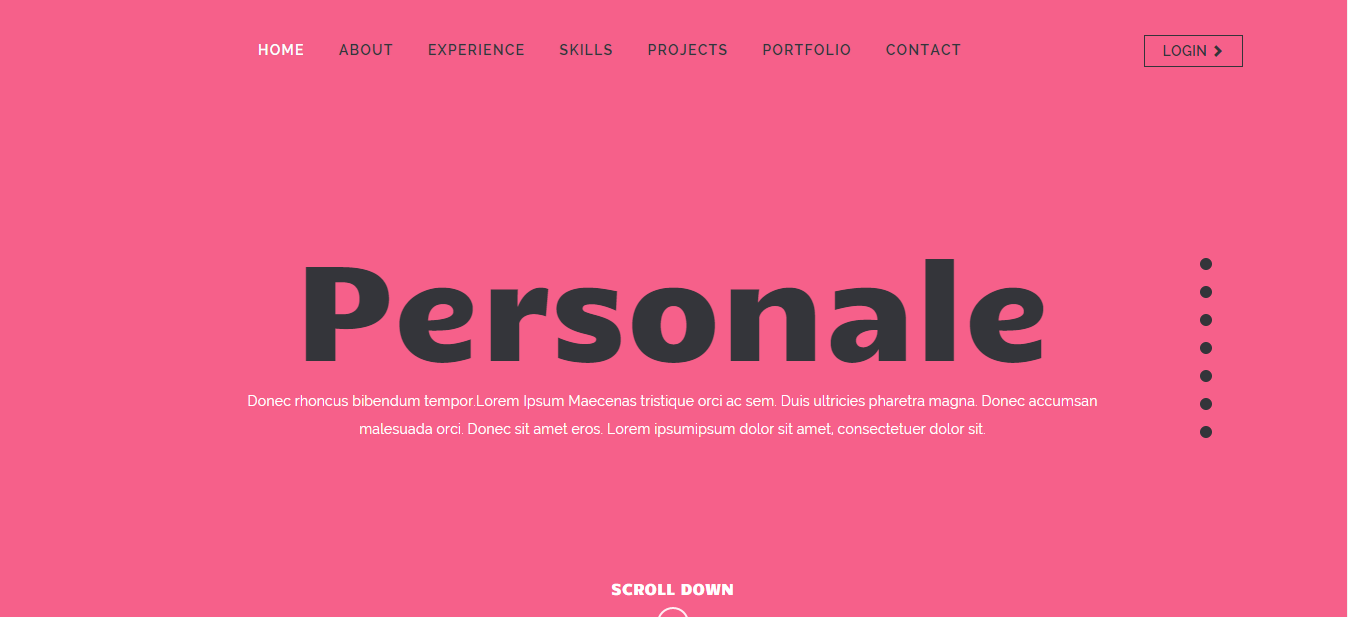 HOME ABOUT EXPERIENCE SKILLS PROJECTS PORTFOLIO CONTACT LOGIN
Personale
Donec rhoncus bibendum tempor.Lorem Ipsum Maecenas tristique orci ac sem. Duis ultricies pharetra magna. Donec accumsan
malesuada orci. Donec sit amet eros. Lorem ipsumipsum dolor sit amet, consectetuer dolor sit.
SCROLL DOWN